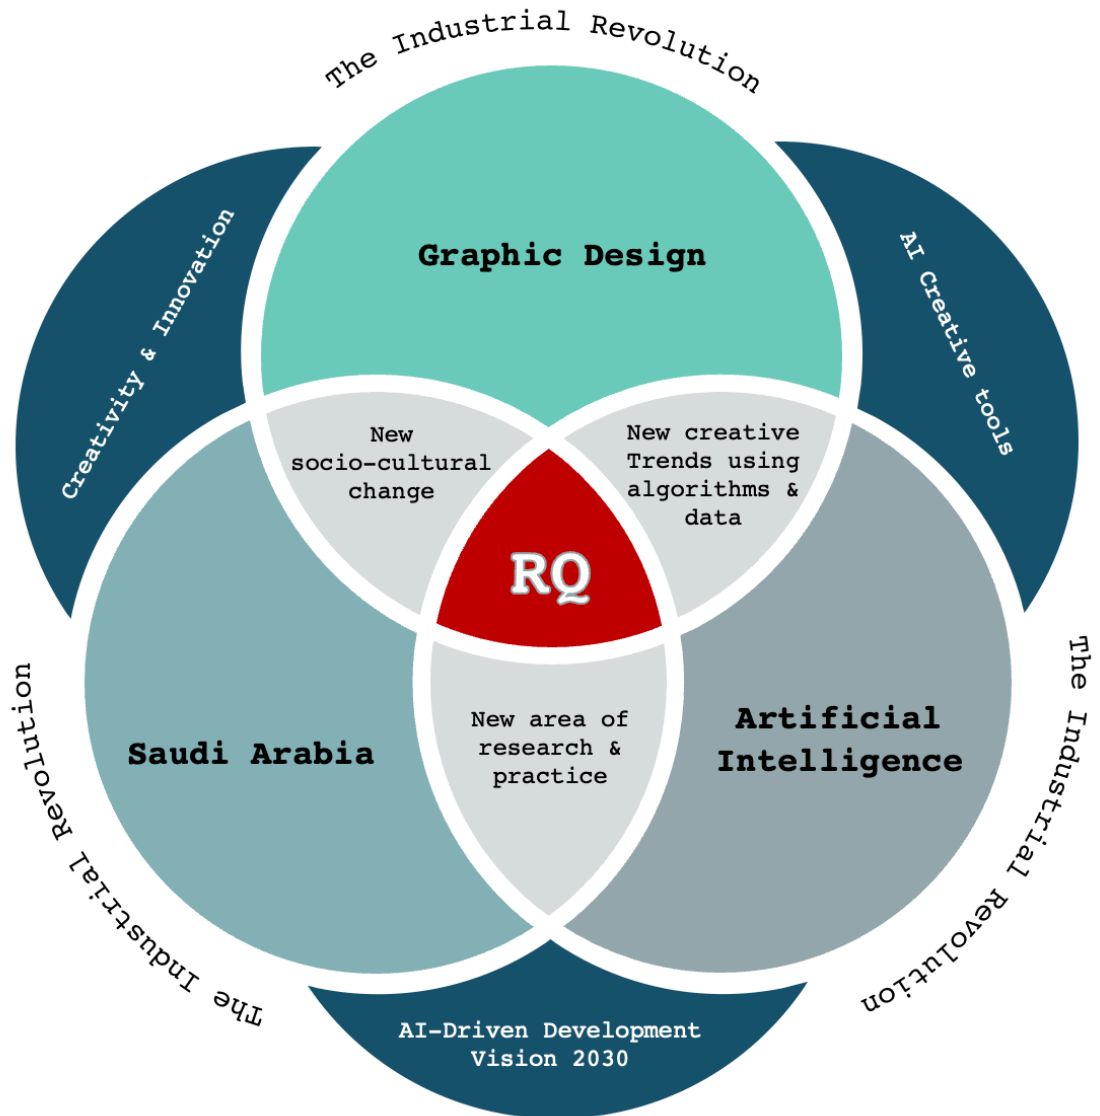 The Industrial Revolution
Creativity & Innovation
AI Creative tools
Graphic Design
New
socio-cultural
change
New creative
Trends using
algorithms &
data
RQ
Saudi Arabia
New area of
research &
practice
Artificial
Intelligence
The Industrial Revolution
The Industrial Revolution
AI-Driven Development
Vision 2030